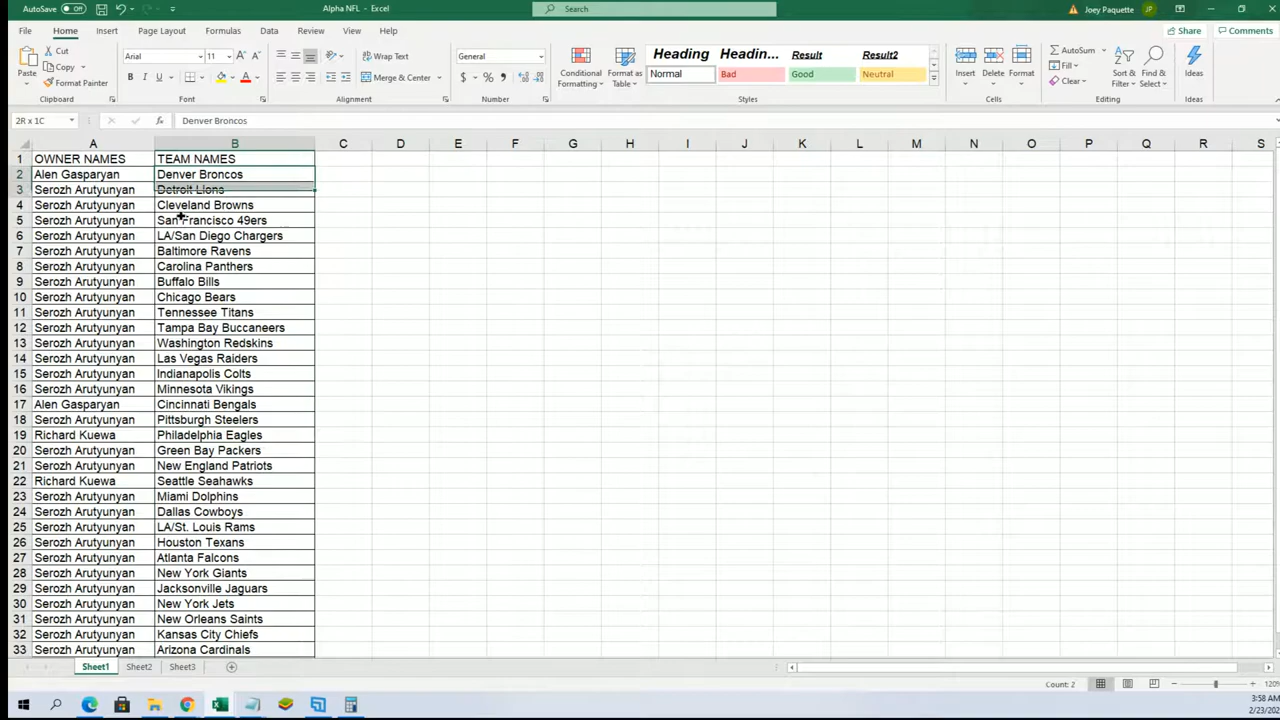 AutoSave Off
Alpha NFL - Excel
Search
Joey Paquette JP
File Home Insert Page Layout Formulas Data Review View Help
Share Comments
Paste Cut
Copy
Format Painter
Clipboard
Arial 11
B I U
Font
Wrap Text
Merge & Center
Alignment
General
$ % ,
Number
Conditional Formatting
Format as Table
Heading Headin... Result Result2
Normal Bad Good Neutral
Styles
Insert Delete Format
Cells
AutoSum
Fill
Clear
Sort & Filter
Find & Select
Editing
Ideas
Ideas
2R x 1C fx Denver Broncos
A B C D E F G H I J K L M N O P Q R S
1 OWNER NAMES TEAM NAMES
2 Alen Gasparyan Denver Broncos
3 Serozh Arutyunyan Detroit Lions
4 Serozh Arutyunyan Cleveland Browns
5 Serozh Arutyunyan San Francisco 49ers
6 Serozh Arutyunyan LA/San Diego Chargers
7 Serozh Arutyunyan Baltimore Ravens
8 Serozh Arutyunyan Carolina Panthers
9 Serozh Arutyunyan Buffalo Bills
10 Serozh Arutyunyan Chicago Bears
11 Serozh Arutyunyan Tennessee Titans
12 Serozh Arutyunyan Tampa Bay Buccaneers
13 Serozh Arutyunyan Washington Redskins
14 Serozh Arutyunyan Las Vegas Raiders
15 Serozh Arutyunyan Indianapolis Colts
16 Serozh Arutyunyan Minnesota Vikings
17 Alen Gasparyan Cincinnati Bengals
18 Serozh Arutyunyan Pittsburgh Steelers
19 Richard Kuewa Philadelphia Eagles
20 Serozh Arutyunyan Green Bay Packers
21 Serozh Arutyunyan New England Patriots
22 Richard Kuewa Seattle Seahawks
23 Serozh Arutyunyan Miami Dolphins
24 Serozh Arutyunyan Dallas Cowboys
25 Serozh Arutyunyan LA/St. Louis Rams
26 Serozh Arutyunyan Houston Texans
27 Serozh Arutyunyan Atlanta Falcons
28 Serozh Arutyunyan New York Giants
29 Serozh Arutyunyan Jacksonville Jaguars
30 Serozh Arutyunyan New York Jets
31 Serozh Arutyunyan New Orleans Saints
32 Serozh Arutyunyan Kansas City Chiefs
33 Serozh Arutyunyan Arizona Cardinals
Sheet1 Sheet2 Sheet3
Count: 2 120%
3:58 AM
2/23/202